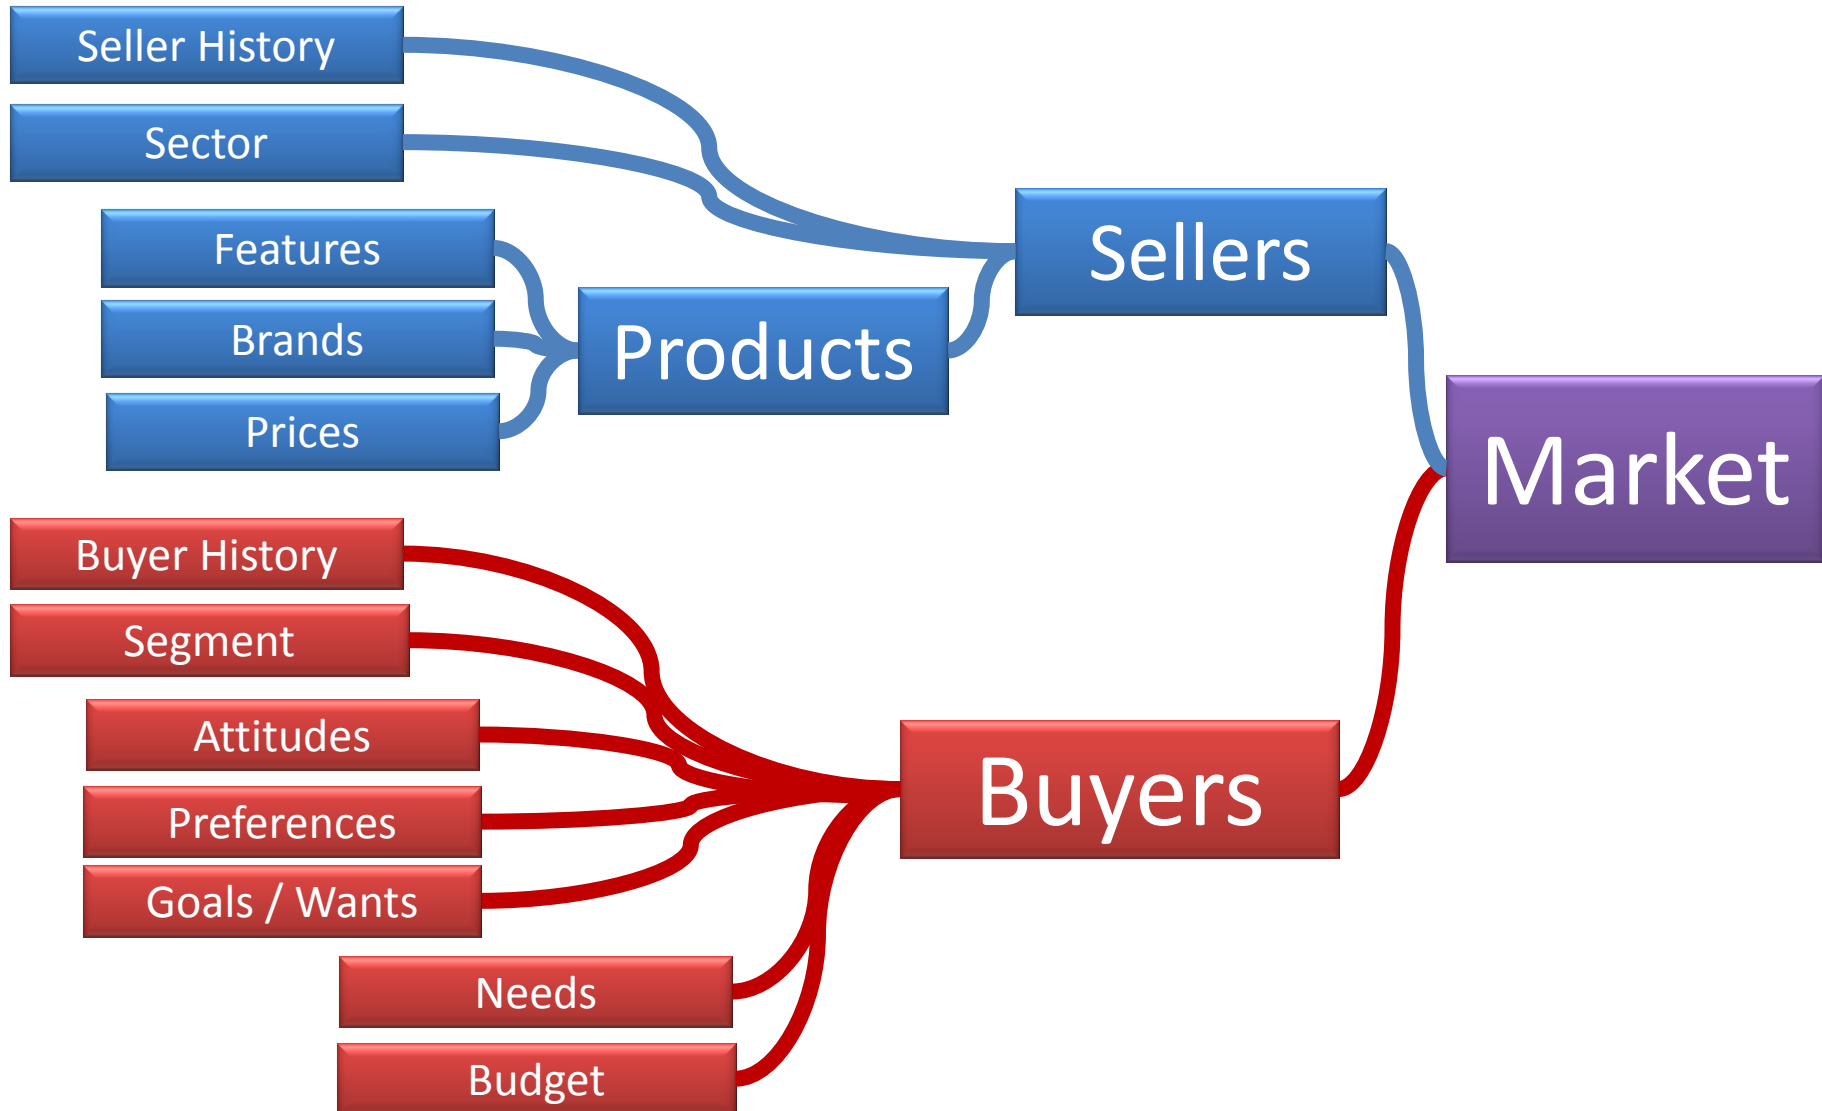 Seller History
Sector
Features
Brands
Prices
Products
Sellers
Market
Buyer History
Segment
Attitudes
Preferences
Goals / Wants
Needs
Budget
Buyers